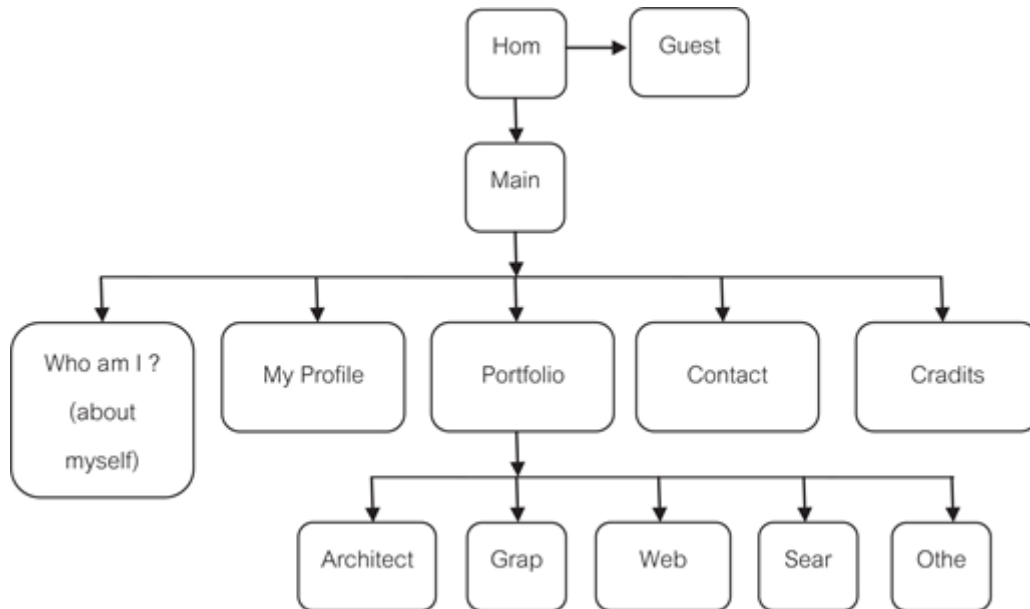 Hom
Guest
Main
Who am I ?
(about
myself)
My Profile
Portfolio
Contact
Cradits
Architect
Grap
Web
Sear
Othe